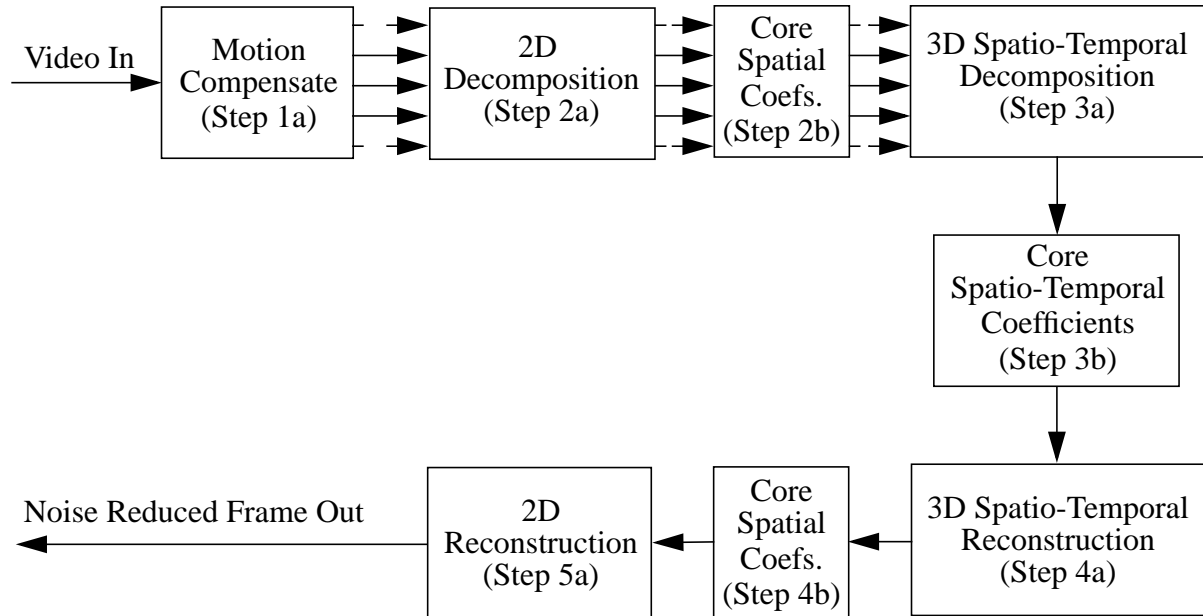 Video In
Motion
Compensate
(Step 1a)
2D
Decomposition
(Step 2a)
Core
Spatial
Coefs.
(Step 2b)
3D Spatio-Temporal
Decomposition
(Step 3a)
Core
Spatio-Temporal
Coefficients
(Step 3b)
3D Spatio-Temporal
Reconstruction
(Step 4a)
Core
Spatial
Coefs.
(Step 4b)
2D
Reconstruction
(Step 5a)
Noise Reduced Frame Out